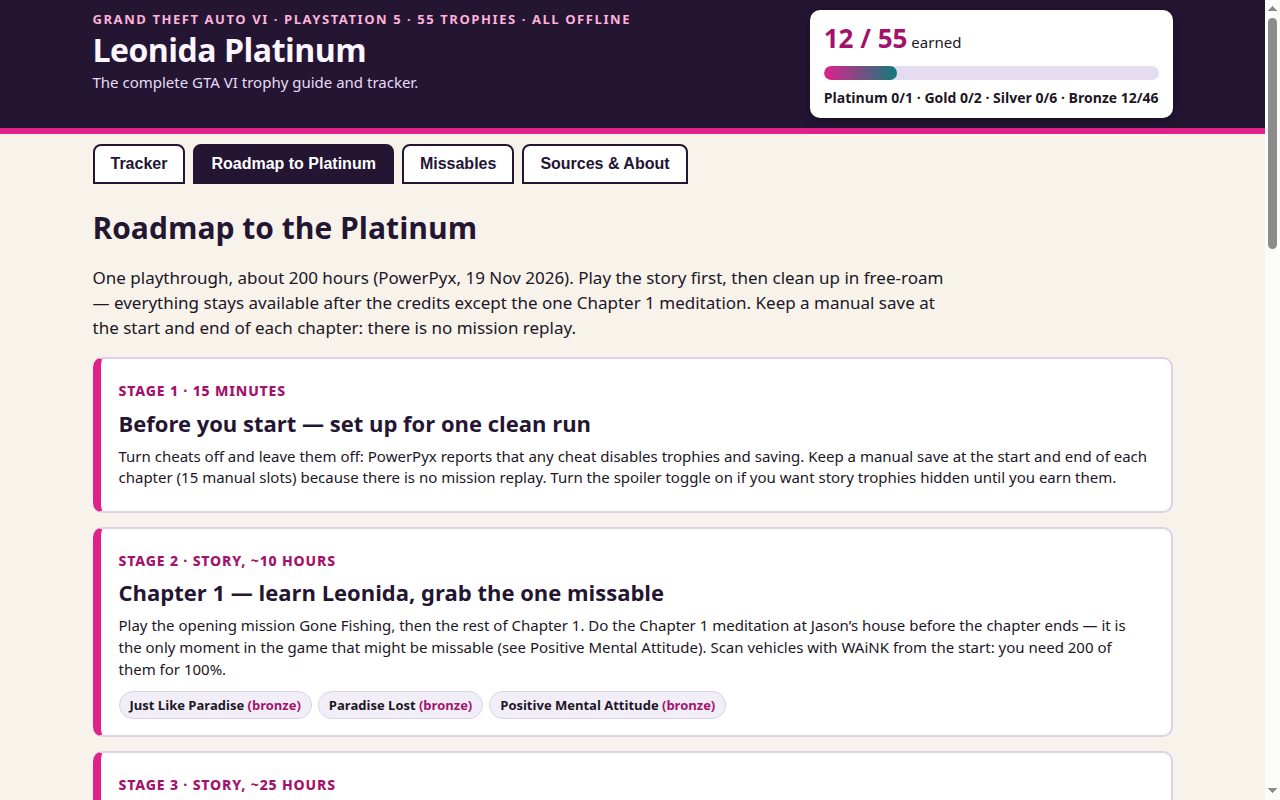 GRAND THEFT AUTO VI · PLAYSTATION 5 · 55 TROPHIES · ALL OFFLINE
Leonida Platinum
The complete GTA VI trophy guide and tracker.
12 / 55 earned
Platinum 0/1 · Gold 0/2 · Silver 0/6 · Bronze 12/46
Tracker
Roadmap to Platinum
Missables
Sources & About
Roadmap to the Platinum
One playthrough, about 200 hours (PowerPyx, 19 Nov 2026). Play the story first, then clean up in free-roam
— everything stays available after the credits except the one Chapter 1 meditation. Keep a manual save at
the start and end of each chapter: there is no mission replay.
STAGE 1 · 15 MINUTES
Before you start — set up for one clean run
Turn cheats off and leave them off: PowerPyx reports that any cheat disables trophies and saving. Keep a manual save at the start and end of each
chapter (15 manual slots) because there is no mission replay. Turn the spoiler toggle on if you want story trophies hidden until you earn them.
STAGE 2 · STORY, ~10 HOURS
Chapter 1 — learn Leonida, grab the one missable
Play the opening mission Gone Fishing, then the rest of Chapter 1. Do the Chapter 1 meditation at Jason’s house before the chapter ends — it is
the only moment in the game that might be missable (see Positive Mental Attitude). Scan vehicles with WAiNK from the start: you need 200 of
them for 100%.
Just Like Paradise (bronze)
Paradise Lost (bronze)
Positive Mental Attitude (bronze)
STAGE 3 · STORY, ~25 HOURS